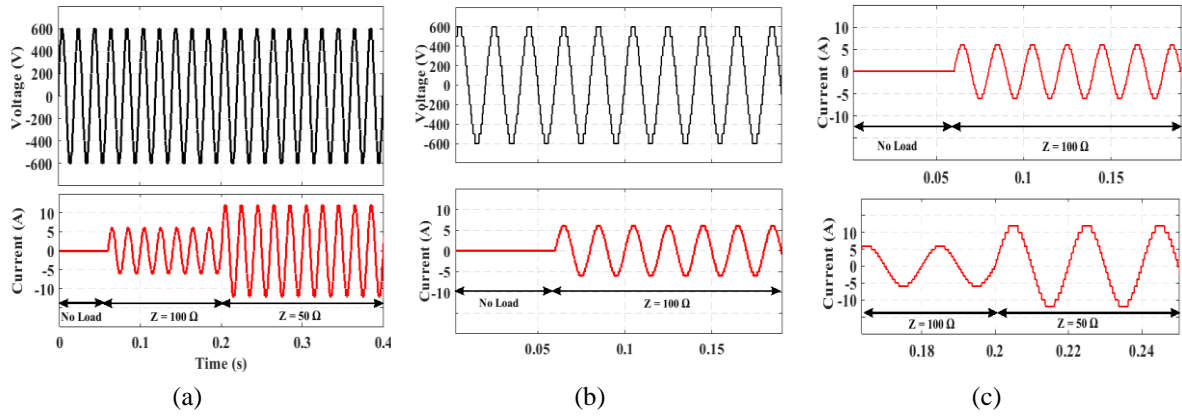 Voltage (V)
600
400
200
0
-200
-400
-600
Current (A)
10
5
0
-5
-10
No Load
Z = 100 Ω
Z = 50 Ω
0
0.1
0.2
0.3
0.4
Time (s)
(a)
Voltage (V)
600
400
200
0
-200
-400
-600
Current (A)
10
5
0
-5
-10
No Load
Z = 100 Ω
0.05
0.1
0.15
(b)
Current (A)
10
5
0
-5
-10
No Load
Z = 100 Ω
0.05
0.1
0.15
Current (A)
10
5
0
-5
-10
Z = 100 Ω
Z = 50 Ω
0.18
0.2
0.22
0.24
(c)